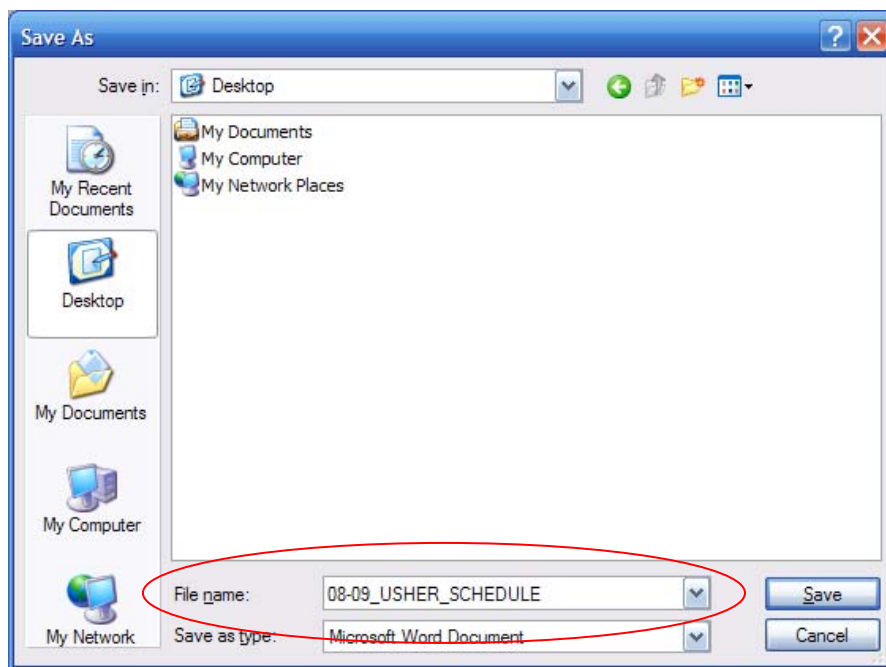 Save As
Save in: Desktop
My Recent
Documents
Desktop
My Documents
My Computer
My Network
My Documents
My Computer
My Network Places
File name: 08-09_USHER_SCHEDULE Save
Save as type: Microsoft Word Document Cancel